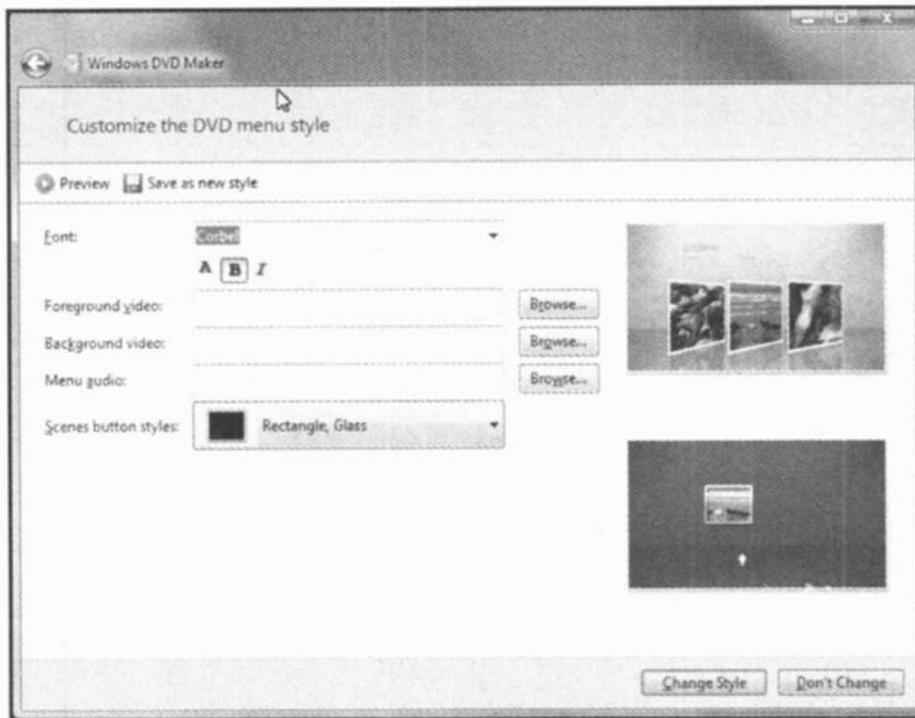 Windows DVD Maker
Customize the DVD menu style
Preview Save as new style
Font: Corbel
A B I
Foreground video: Browse...
Background video: Browse...
Menu audio: Browse...
Scenes button styles: Rectangle, Glass
Change Style Don't Change